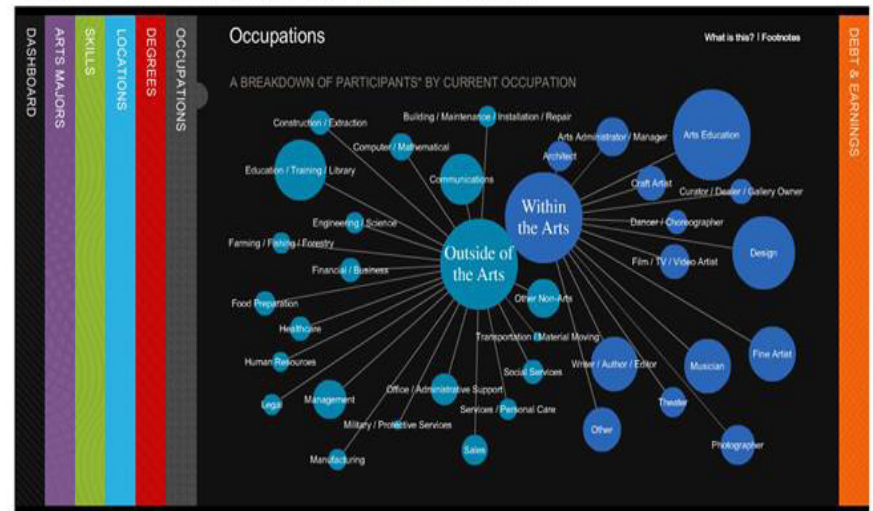 DASHBOARD
ARTS MAJORS
SKILLS
LOCATIONS
DEGREES
OCCUPATIONS
Occupations
What is this? | Footnotes
A BREAKDOWN OF PARTICIPANTS" BY CURRENT OCCUPATION
Construction / Extraction
Building / Maintenance / Installation / Repair
Computer / Mathematical
Education / Training / Library
Communications
Engineering / Science
Farming / Fishing / Forestry
Financial / Business
Outside of
the Arts
Food Preparation
Healthcare
Human Resources
Legal
Management
Office / Administrative Support
Military / Protective Services
Manufacturing
Sales
Services / Personal Care
Social Services
Transportation / Material Moving
Other Non-Arts
Within
the Arts
Architect
Arts Administrator / Manager
Arts Education
Craft Artist
Curator / Dealer / Gallery Owner
Dancer / Choreographer
Design
Film / TV / Video Artist
Fine Artist
Musician
Writer / Author / Editor
Theater
Other
Photographer
DEBT & EARNINGS